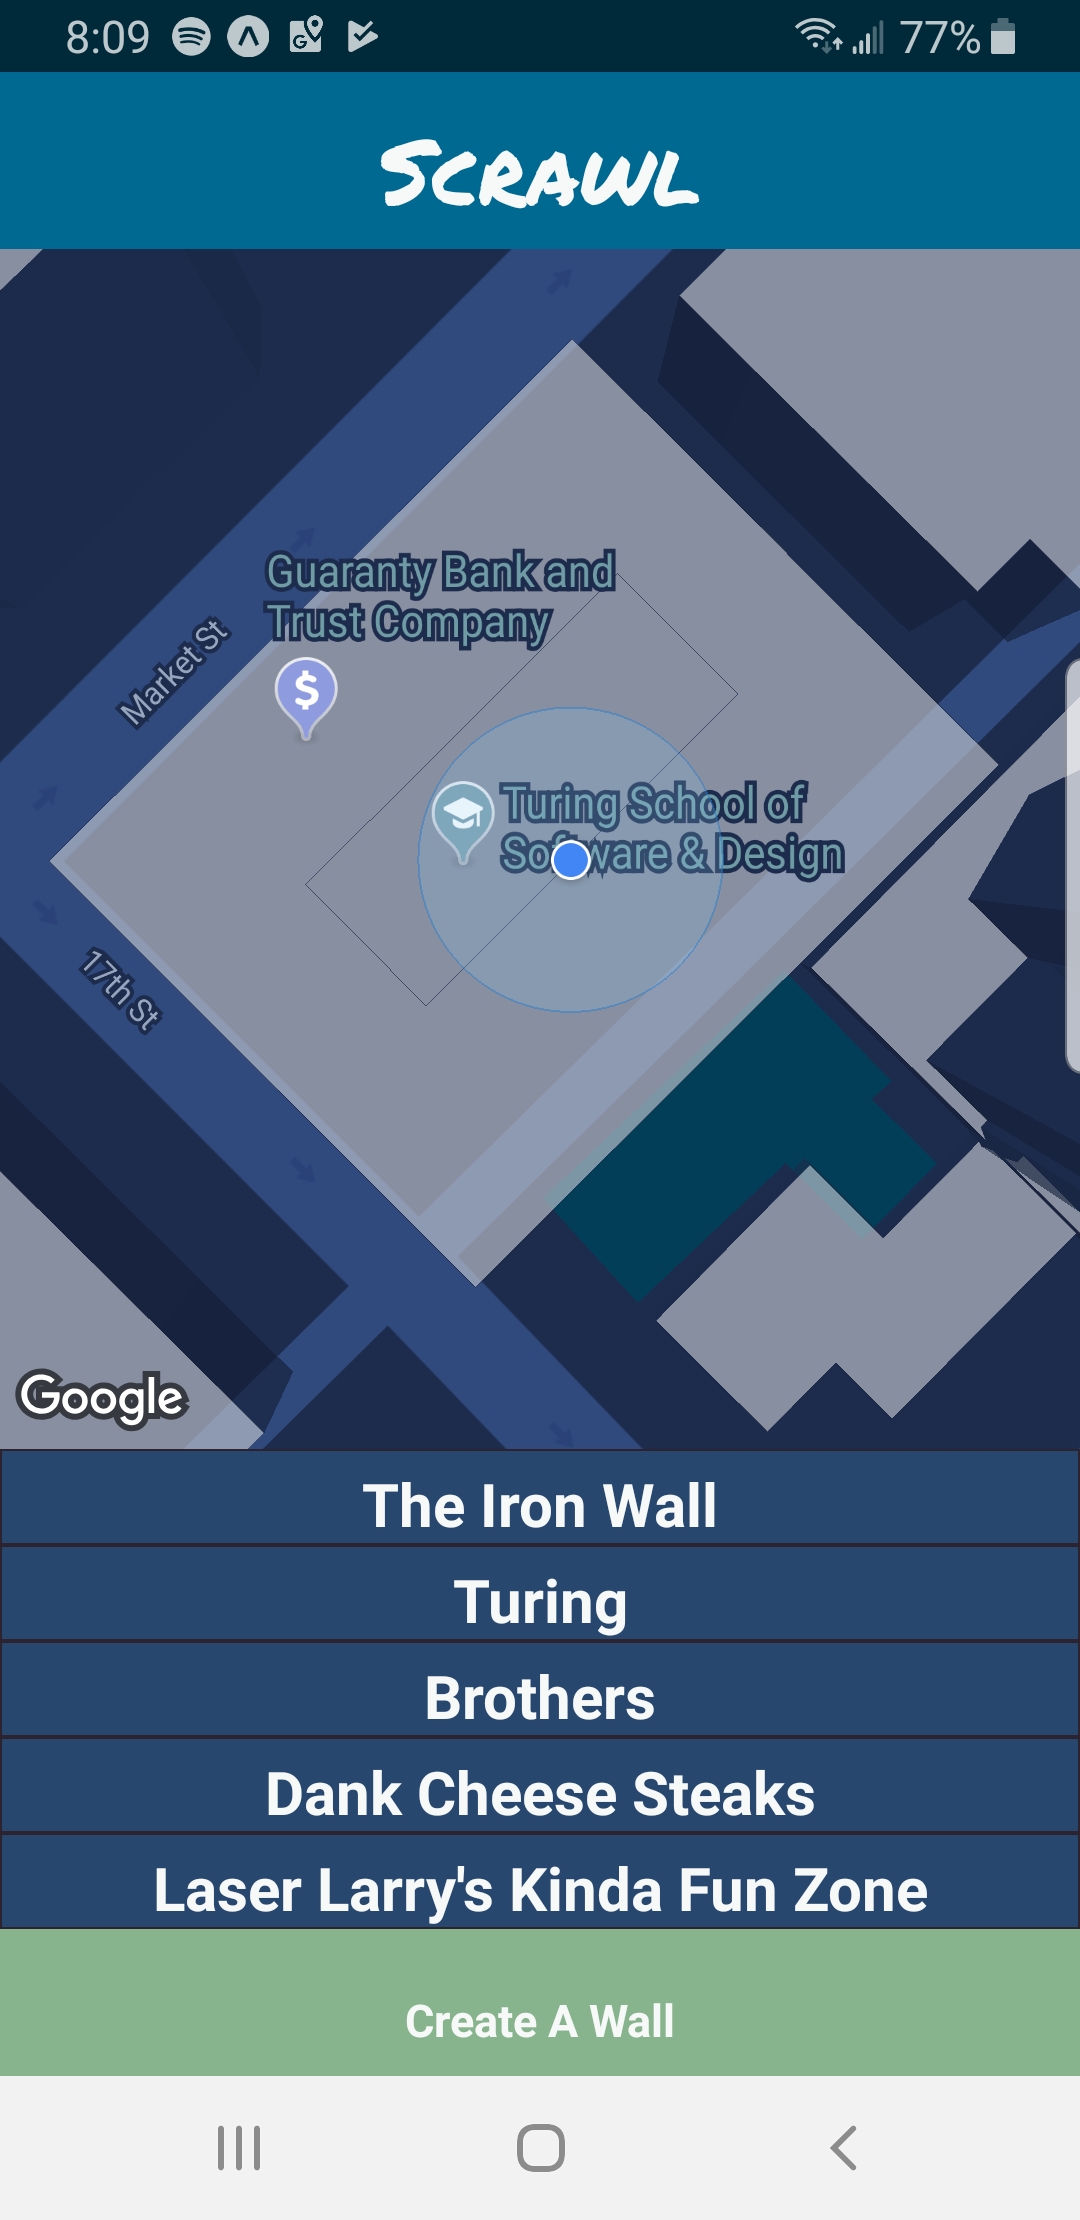 8:09
77%
Scrawl
Guaranty Bank and
Trust Company
Market St
$
Turing School of
Software & Design
17th St
Google
The Iron Wall
Turing
Brothers
Dank Cheese Steaks
Laser Larry's Kinda Fun Zone
Create A Wall